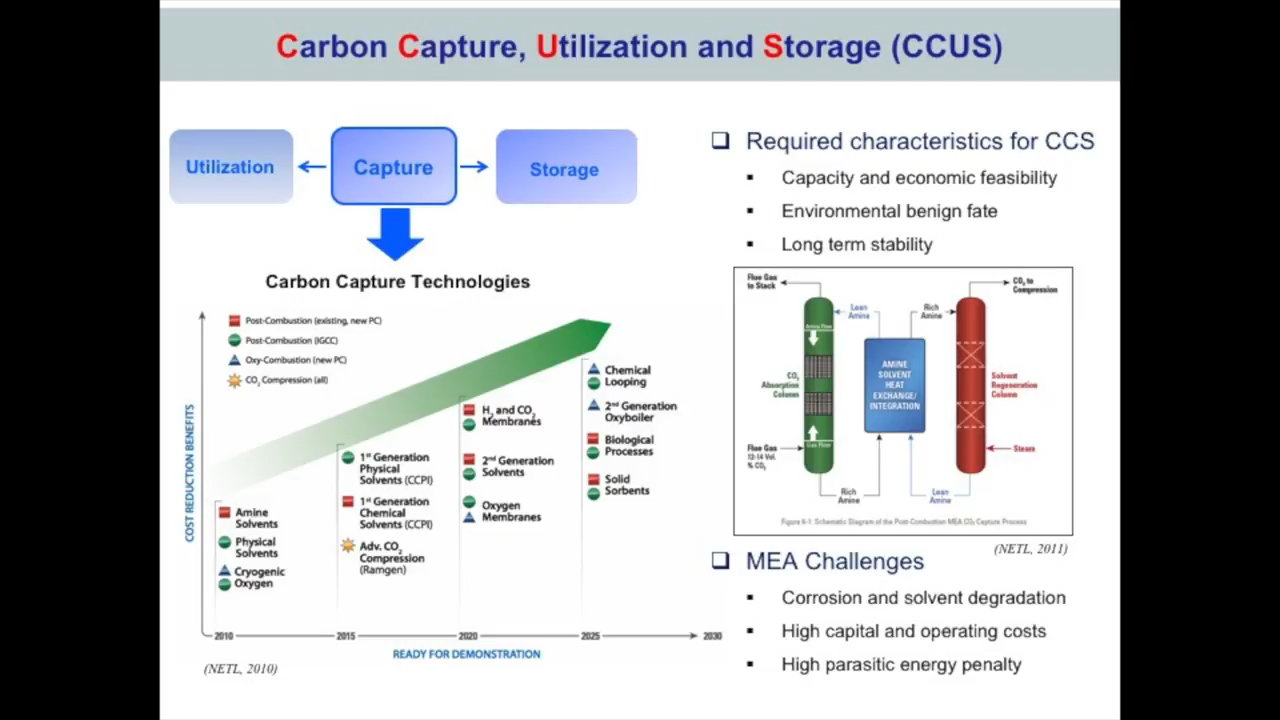 Carbon Capture, Utilization and Storage (CCUS)
Utilization
Capture
Storage
Carbon Capture Technologies
Post-Combustion (existing, new PC)
Post-Combustion (IGCC)
Oxy-Combustion (new PC)
CO2 Compression (all)
COST REDUCTION BENEFITS
Amine
Solvents
Physical
Solvents
Cryogenic
Oxygen
1st Generation
Physical
Solvents (CCPI)
1st Generation
Chemical
Solvents (CCPI)
Adv. CO2
Compression
(Ramgen)
H2 and CO2
Membranes
2nd Generation
Solvents
Oxygen
Membranes
Chemical
Looping
2nd Generation
Oxyboiler
Biological
Processes
Solid
Sorbents
2010
2015
2020
2025
2030
READY FOR DEMONSTRATION
(NETL, 2010)
❑ Required characteristics for CCS
▪ Capacity and economic feasibility
▪ Environmental benign fate
▪ Long term stability
Flue Gas
to Stack
Lean
Amine
Rich
Amine
CO2 to
Compression
Amine Flow
CO2
Absorption
Column
AMINE
SOLVENT
HEAT
EXCHANGE/
INTEGRATION
Solvent
Regeneration
Column
Gas Flow
Flue Gas
12-14 Vol.
% CO2
Steam
Rich
Amine
Lean
Amine
Figure II-1: Schematic Diagram of the Post-Combustion MEA CO2 Capture Process
(NETL, 2011)
❑ MEA Challenges
▪ Corrosion and solvent degradation
▪ High capital and operating costs
▪ High parasitic energy penalty